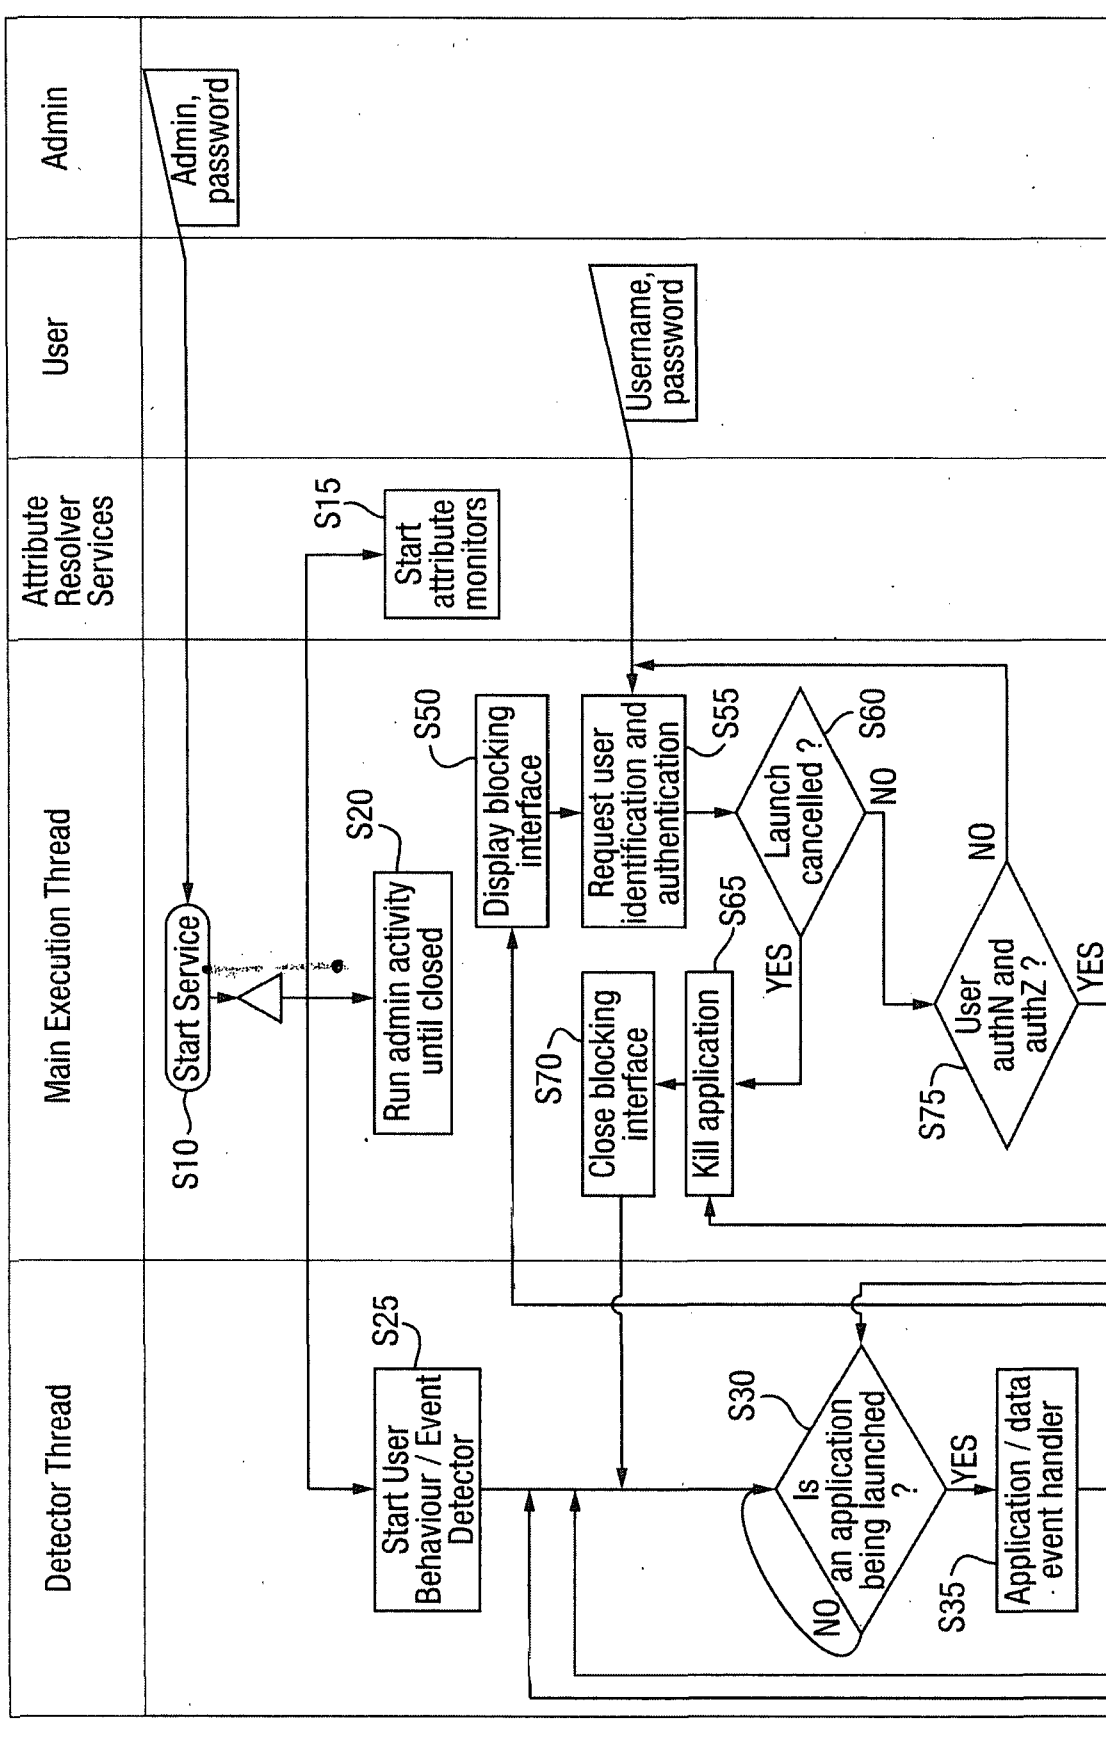 Detector Thread
Main Execution Thread
Attribute
Resolver
Services
User
Admin
Admin,
password
S10
Start Service
S15
Start
attribute
monitors
S20
Run admin activity
until closed
S25
Start User
Behaviour / Event
Detector
S50
Display blocking
interface
Username,
password
S55
Request user
identification and
authentication
S70
Close blocking
interface
S65
Kill application
S60
Launch
cancelled ?
YES
NO
S30
Is
an application
being launched
?
NO
YES
S75
User
authN and
authZ ?
NO
YES
S35
Application / data
event handler